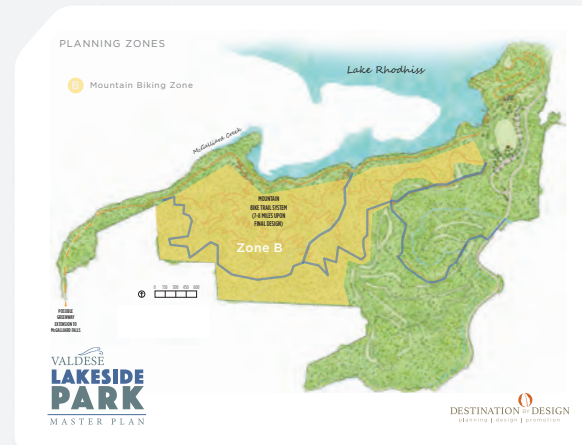 PLANNING ZONES
B Mountain Biking Zone
Lake Rhodhiss
McGalliard Creek
MOUNTAIN
BIKE TRAIL SYSTEM
(7-8 MILES UPON
FINAL DESIGN)
Zone B
POSSIBLE
GREENWAY
EXTENSION TO
McGALLIARD FALLS
VALDESE
LAKESIDE
PARK
MASTER PLAN
DESTINATION BY DESIGN
planning | design | promotion